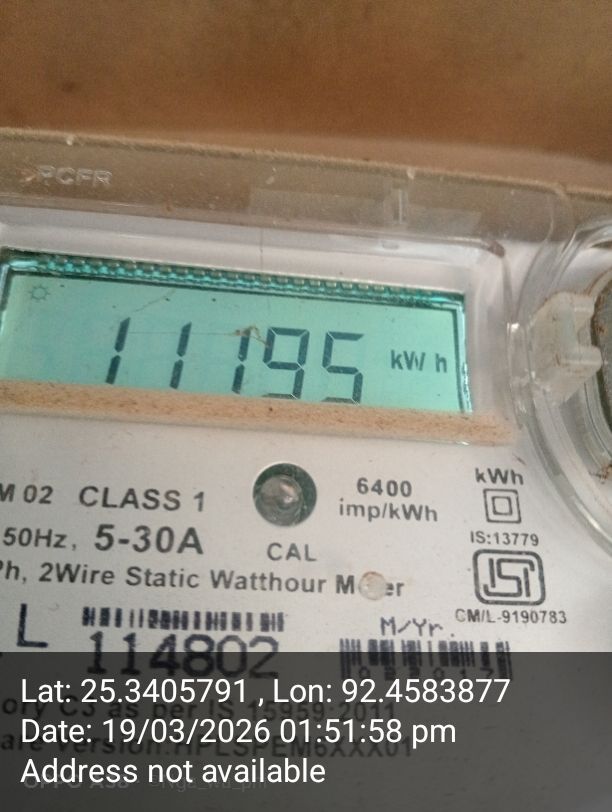 11195 kWh
M 02 CLASS 1
6400
imp/kWh
kWh
50Hz, 5-30A
IS:13779
CAL
Ph, 2Wire Static Watthour
CM/L-9190783
M/Yr.
L
114802
Lat: 25.3405791 , Lon: 92.4583877
Date: 19/03/2026 01:51:58 pm
Address not available